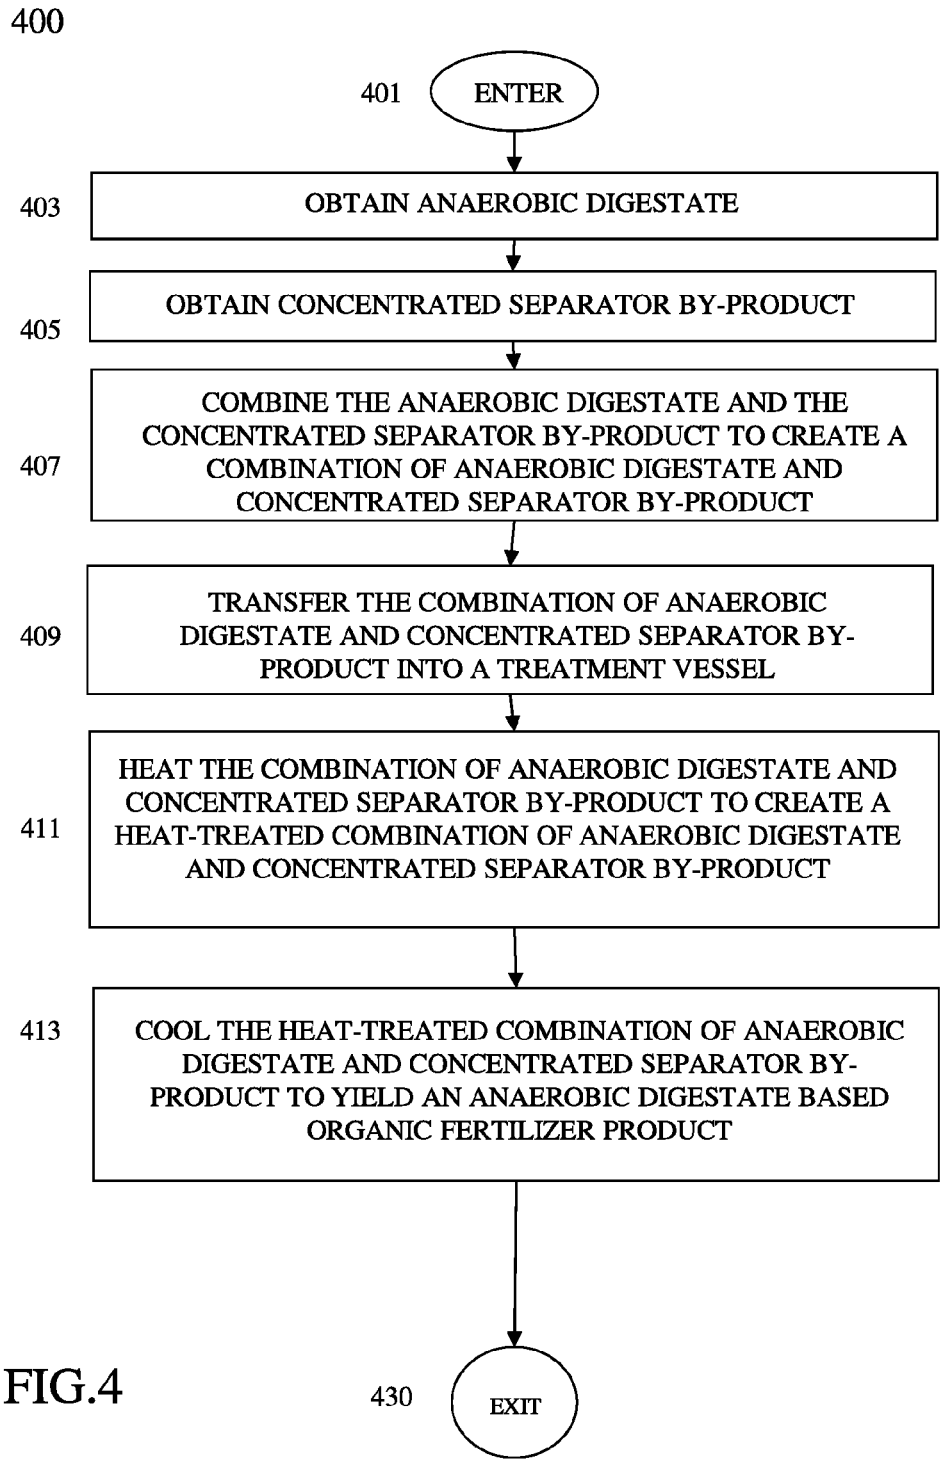 400
401
ENTER
403
OBTAIN ANAEROBIC DIGESTATE
405
OBTAIN CONCENTRATED SEPARATOR BY-PRODUCT
407
COMBINE THE ANAEROBIC DIGESTATE AND THE
CONCENTRATED SEPARATOR BY-PRODUCT TO CREATE A
COMBINATION OF ANAEROBIC DIGESTATE AND
CONCENTRATED SEPARATOR BY-PRODUCT
409
TRANSFER THE COMBINATION OF ANAEROBIC
DIGESTATE AND CONCENTRATED SEPARATOR BY-
PRODUCT INTO A TREATMENT VESSEL
411
HEAT THE COMBINATION OF ANAEROBIC DIGESTATE AND
CONCENTRATED SEPARATOR BY-PRODUCT TO CREATE A
HEAT-TREATED COMBINATION OF ANAEROBIC DIGESTATE
AND CONCENTRATED SEPARATOR BY-PRODUCT
413
COOL THE HEAT-TREATED COMBINATION OF ANAEROBIC
DIGESTATE AND CONCENTRATED SEPARATOR BY-
PRODUCT TO YIELD AN ANAEROBIC DIGESTATE BASED
ORGANIC FERTILIZER PRODUCT
FIG.4
430
EXIT